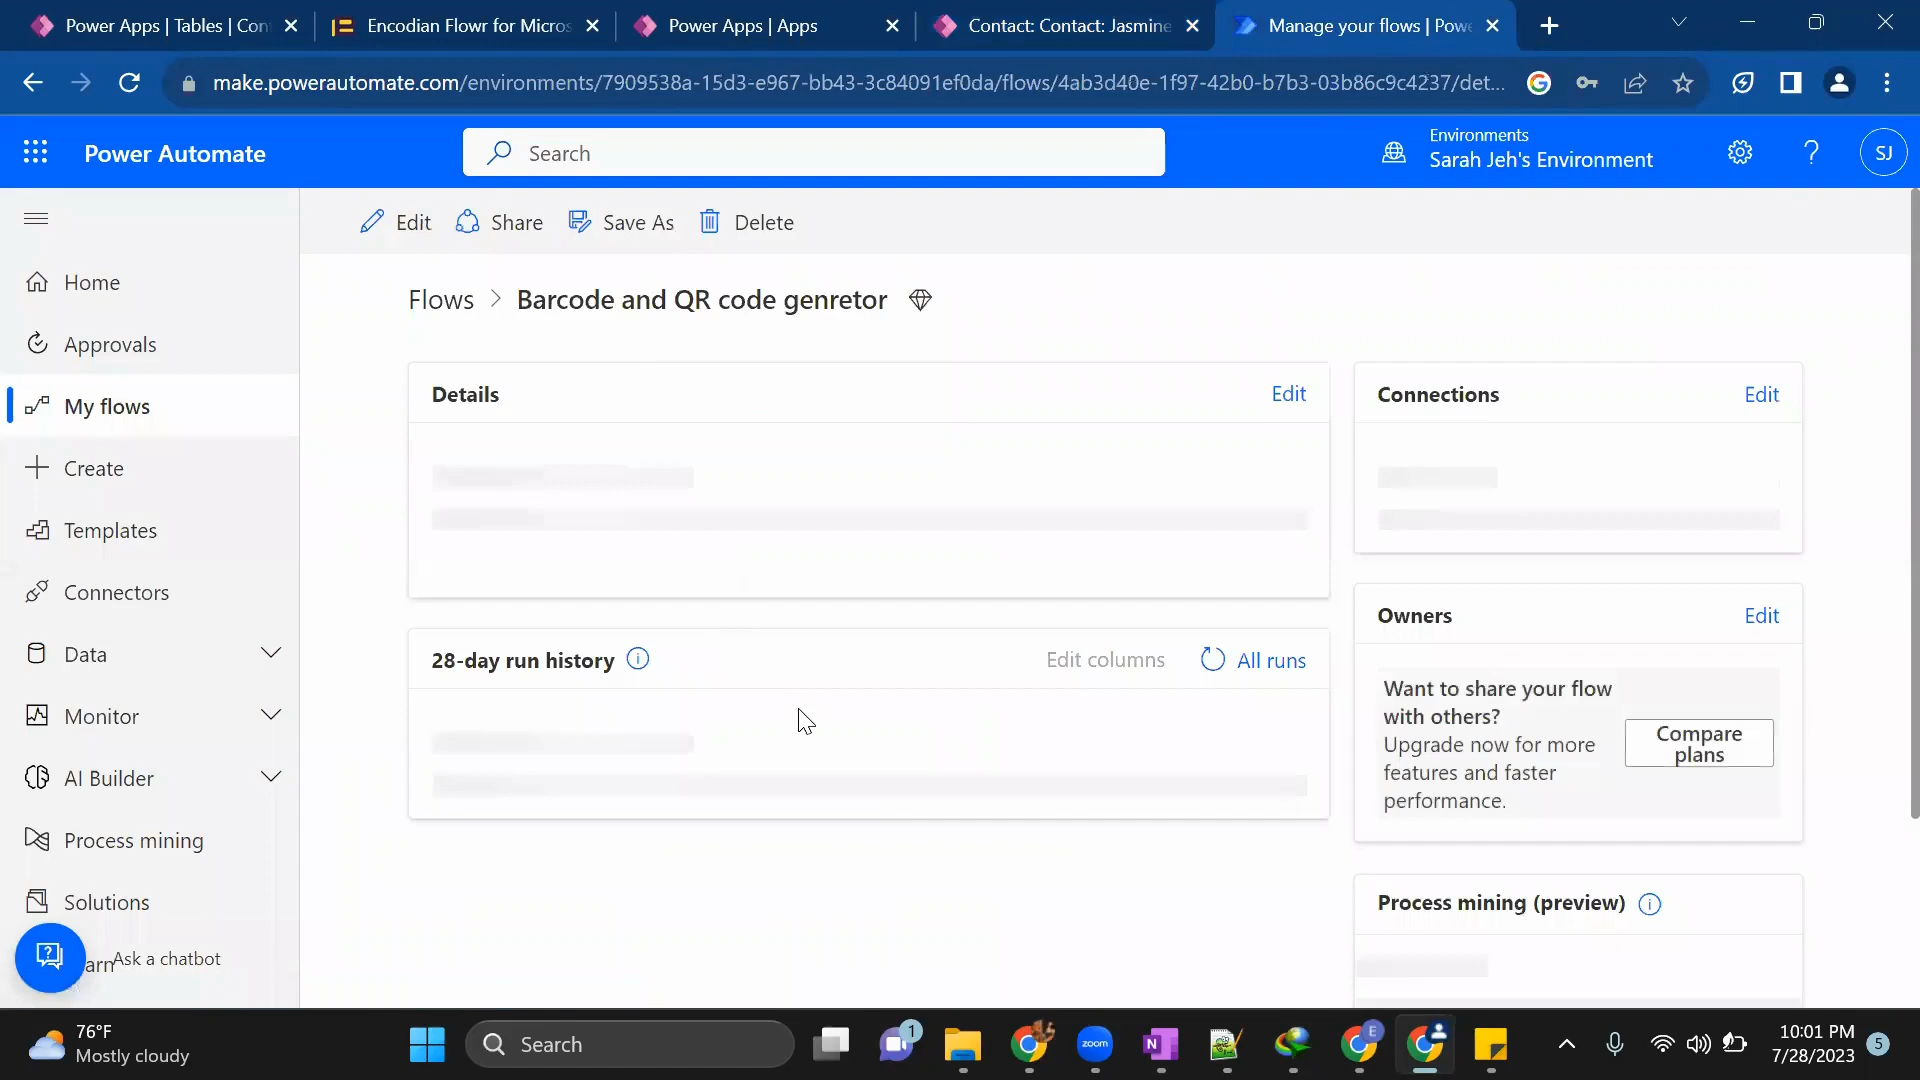 Power Apps | Tables | Con
Encodian Flowr for Micros
Power Apps | Apps
Contact: Contact: Jasmine
Manage your flows | Powe
make.powerautomate.com/environments/7909538a-15d3-e967-bb43-3c84091ef0da/flows/4ab3d40e-1f97-42b0-b7b3-03b86c9c4237/det...
Power Automate
Search
Environments
Sarah Jeh's Environment
SJ
Edit
Share
Save As
Delete
Home
Approvals
My flows
Create
Templates
Connectors
Data
Monitor
AI Builder
Process mining
Solutions
arn
Ask a chatbot
Flows > Barcode and QR code genretor
Details
Edit
28-day run history
Edit columns
All runs
Connections
Edit
Owners
Edit
Want to share your flow
with others?
Upgrade now for more
features and faster
performance.
Compare
plans
Process mining (preview)
76°F
Mostly cloudy
Search
1
zoom
N
E
10:01 PM
7/28/2023
5